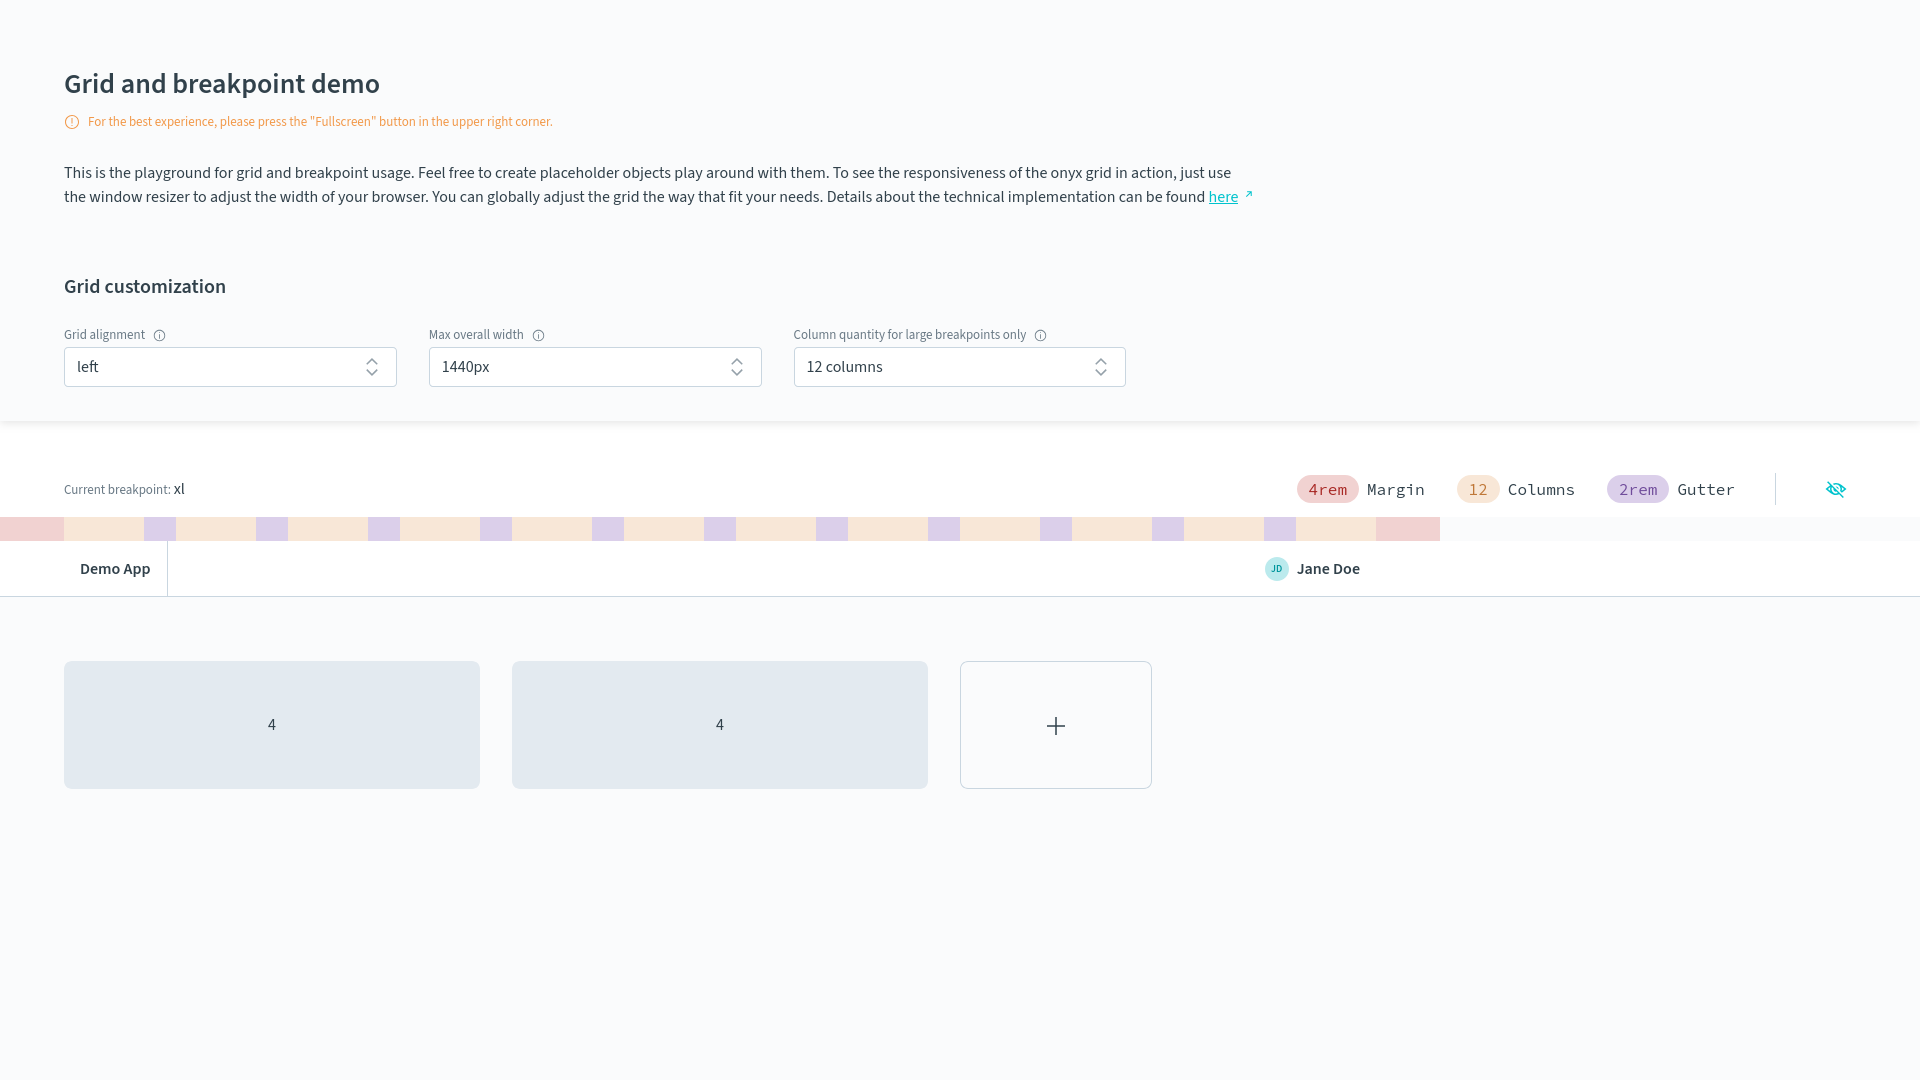 Grid and breakpoint demo
For the best experience, please press the "Fullscreen" button in the upper right corner.
This is the playground for grid and breakpoint usage. Feel free to create placeholder objects play around with them. To see the responsiveness of the onyx grid in action, just use
the window resizer to adjust the width of your browser. You can globally adjust the grid the way that fit your needs. Details about the technical implementation can be found here
Grid customization
Grid alignment Max overall width Column quantity for large breakpoints only
left 1440px 12 columns
Current breakpoint: xl 4rem Margin 12 Columns 2rem Gutter
Demo App JD Jane Doe
4 4